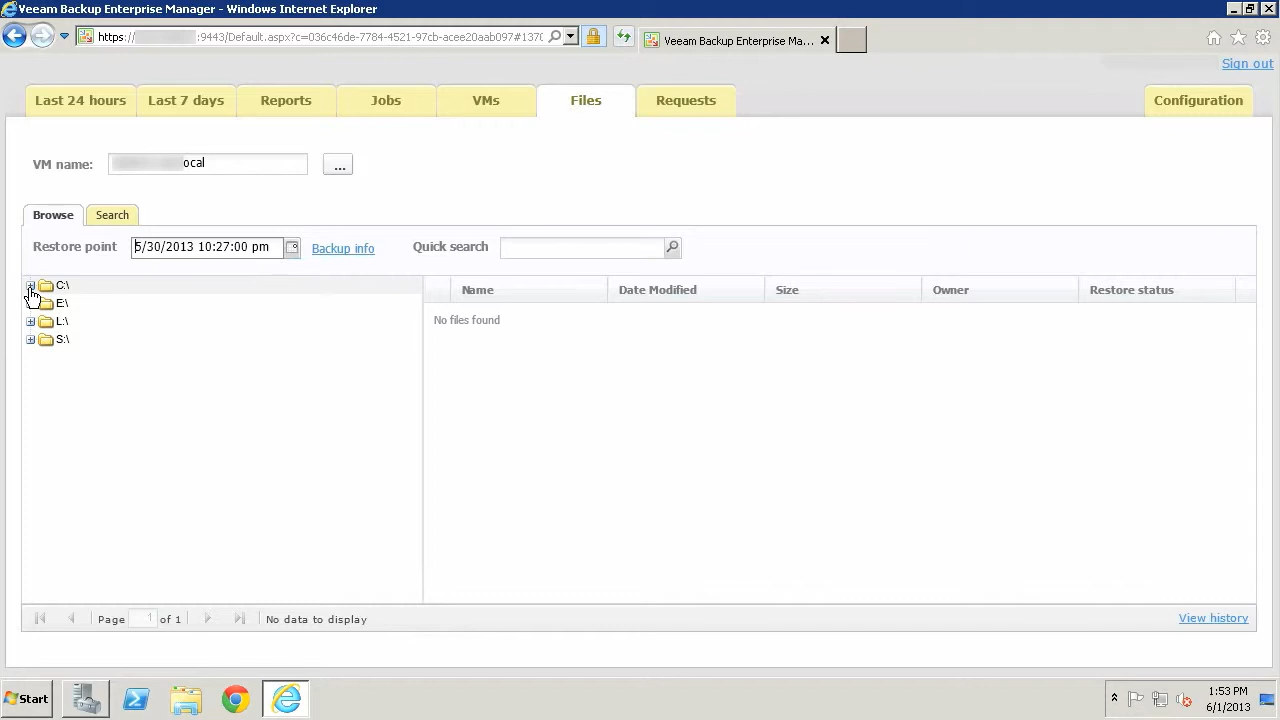 Veeam Backup Enterprise Manager - Windows Internet Explorer
https:// :9443/Default.aspx?c=036c46de-7784-4521-97cb-acee20aab097#1370
Veeam Backup Enterprise Ma...
Sign out
Last 24 hours Last 7 days Reports Jobs VMs Files Requests Configuration
VM name: ocal ...
Browse Search
Restore point 5/30/2013 10:27:00 pm Backup info Quick search
C:\
E:\
L:\
S:\
Name Date Modified Size Owner Restore status
No files found
Page 1 of 1 No data to display View history
Start 1:53 PM
6/1/2013